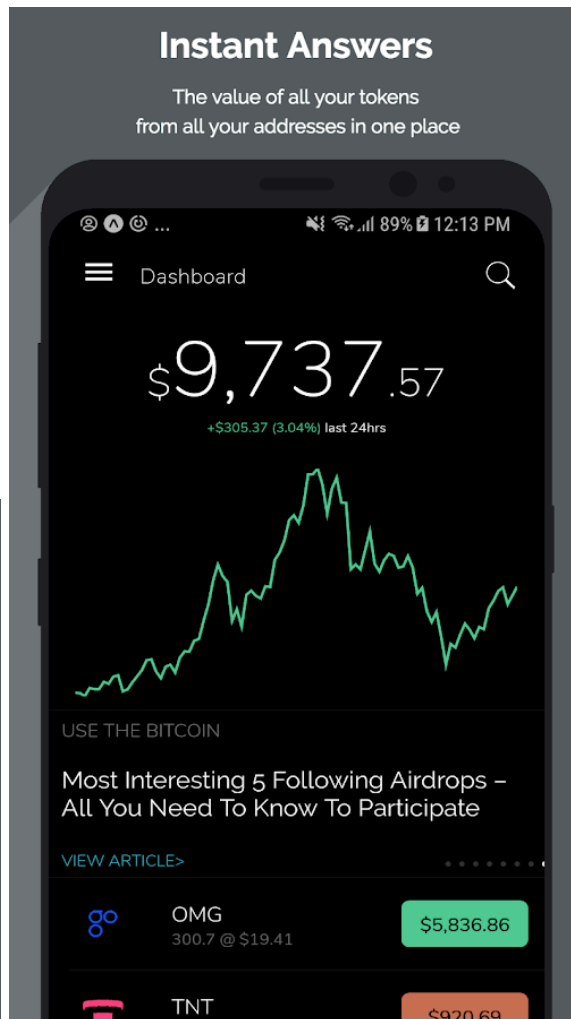 Instant Answers
The value of all your tokens
from all your addresses in one place
... 89% 12:13 PM
Dashboard
$9,737.57
+$305.37 (3.04%) last 24hrs
USE THE BITCOIN
Most Interesting 5 Following Airdrops –
All You Need To Know To Participate
VIEW ARTICLE>
OMG
300.7 @ $19.41
$5,836.86
TNT
$920.69